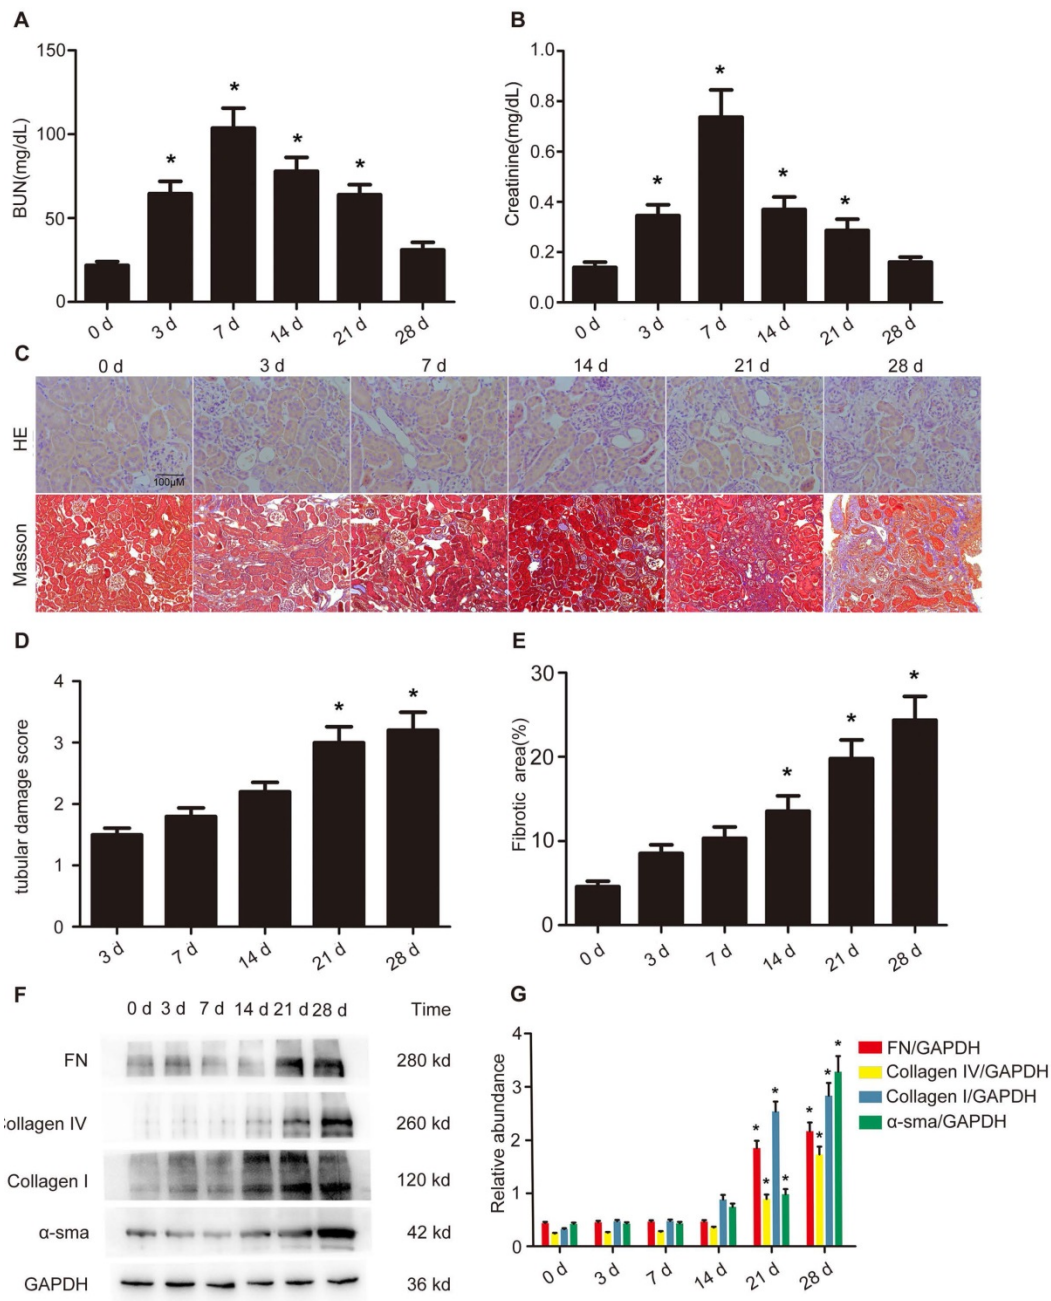 A
BUN(mg/dL)
150
100
50
0
* * * *
0 d 3 d 7 d 14 d 21 d 28 d
B
Creatinine(mg/dL)
1.0
0.8
0.6
0.4
0.2
0.0
* * * *
0 d 3 d 7 d 14 d 21 d 28 d
C
0 d 3 d 7 d 14 d 21 d 28 d
HE
100μM
Masson
D
tubular damage score
4
3
2
1
0
* *
3 d 7 d 14 d 21 d 28 d
E
Fibrotic area(%)
30
20
10
0
* * *
0 d 3 d 7 d 14 d 21 d 28 d
F
0 d 3 d 7 d 14 d 21 d 28 d Time
FN 280 kd
ollagen IV 260 kd
Collagen I 120 kd
α-sma 42 kd
GAPDH 36 kd
G
Relative abundance
4
3
2
1
0
* * * * * * * *
0 d 3 d 7 d 14 d 21 d 28 d
FN/GAPDH
Collagen IV/GAPDH
Collagen I/GAPDH
α-sma/GAPDH